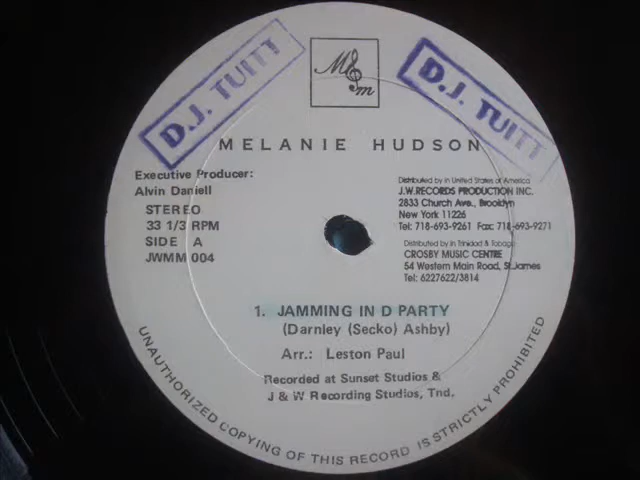 D.J. TUITT
D.J. TUITT
M
m
MELANIE HUDSON
Executive Producer:
Alvin Daniell
STEREO
33 1/3 RPM
SIDE A
JWMM 004
Distributed by in United States of America
J.W. RECORDS PRODUCTION INC.
2833 Church Ave., Brooklyn
New York 11226
Tel: 718-693-9261 Fax: 718-693-9271
Distributed by in Trinidad & Tobago
CROSBY MUSIC CENTRE
54 Western Main Road, St. James
Tel: 6227622/3814
1. JAMMING IN D PARTY
(Darnley (Secko) Ashby)
Arr.: Leston Paul
Recorded at Sunset Studios &
J & W Recording Studios, Tnd.
UNAUTHORIZED COPYING OF THIS RECORD IS STRICTLY PROHIBITED